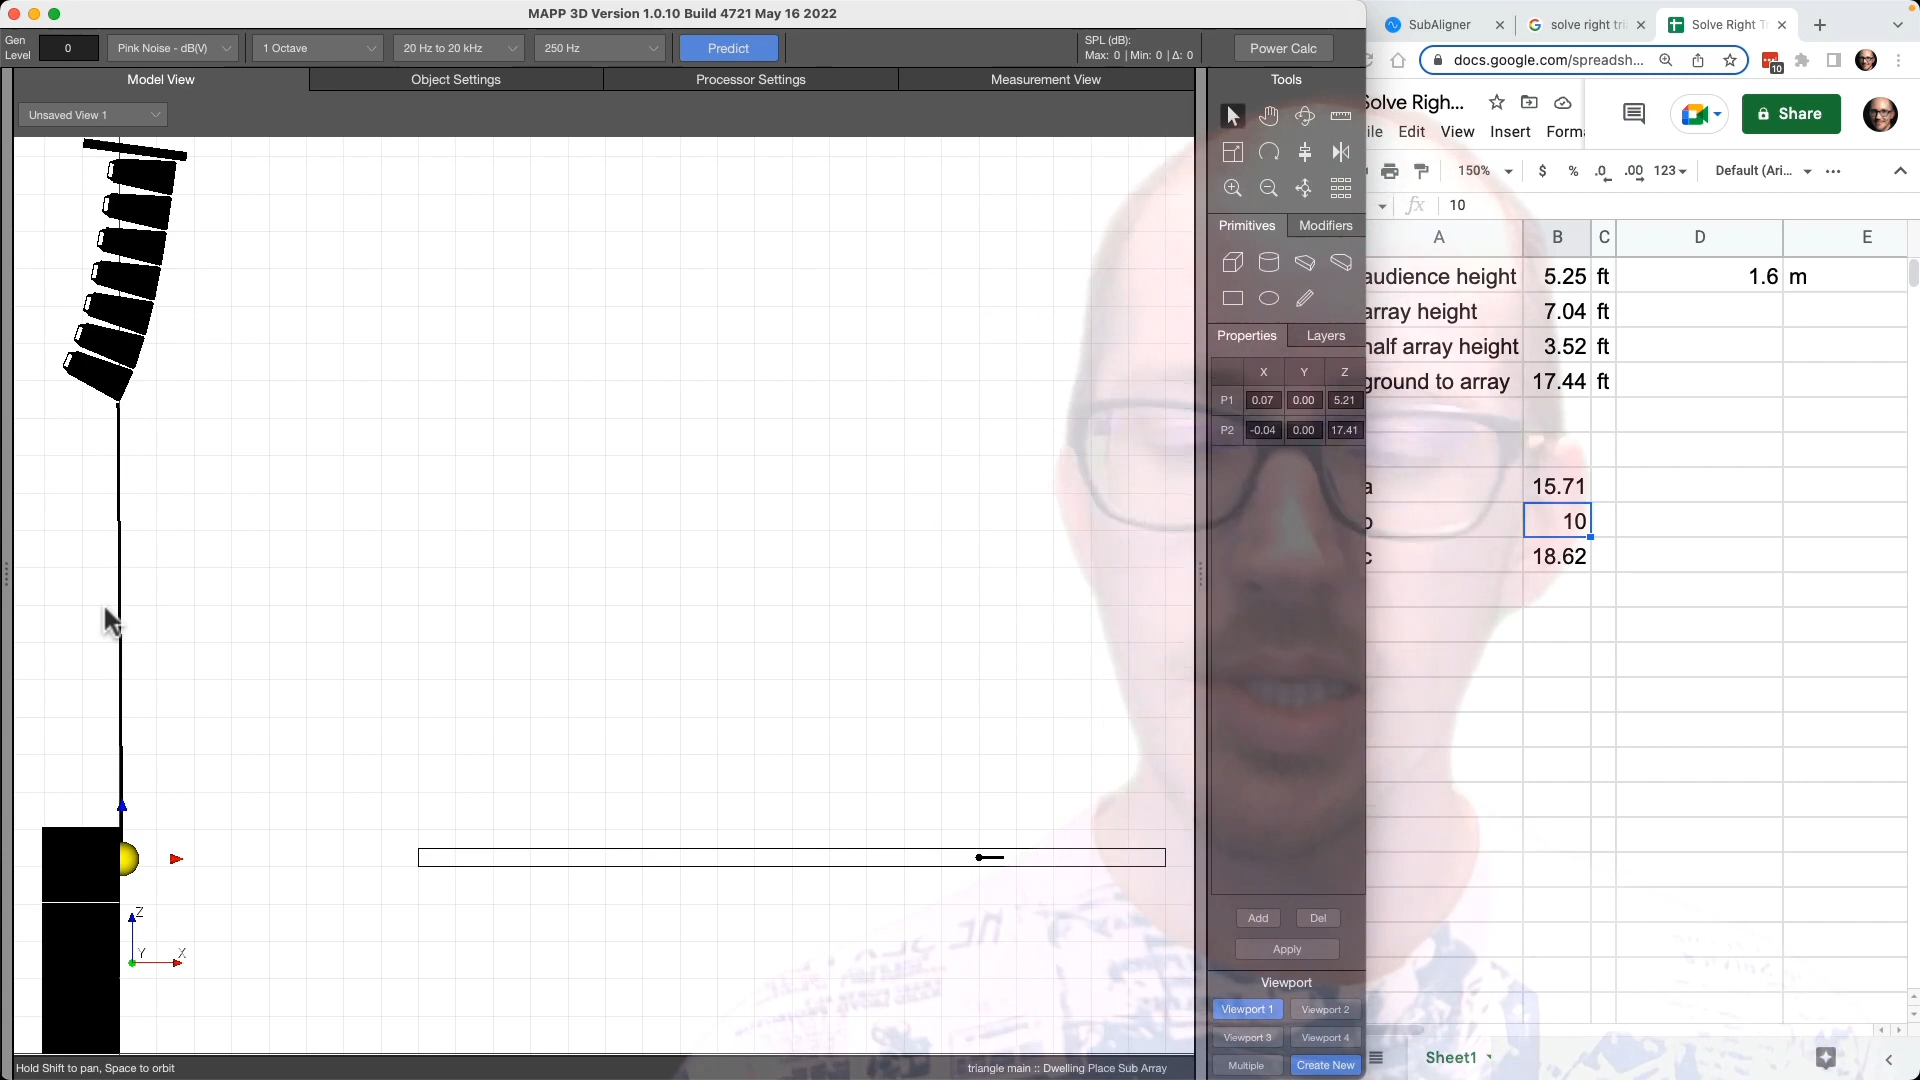 MAPP 3D Version 1.0.10 Build 4721 May 16 2022
Gen Level
0
Pink Noise - dB(V)
1 Octave
20 Hz to 20 kHz
250 Hz
Predict
SPL (dB):
Max: 0 | Min: 0 | Δ: 0
Power Calc
Model View
Object Settings
Processor Settings
Measurement View
Tools
Unsaved View 1
Primitives
Modifiers
Properties
Layers
X Y Z
P1 0.07 0.00 5.21
P2 -0.04 0.00 17.41
Add
Del
Apply
Viewport
Viewport 1
Viewport 2
Viewport 3
Viewport 4
Multiple
Create New
Z
Y
X
Hold Shift to pan, Space to orbit
triangle main :: Dwelling Place Sub Array
SubAligner
solve right tri
Solve Right T
docs.google.com/spreadsh...
10
Solve Righ...
Edit View Insert Form
Share
150%
$ % .0 .00 123
Default (Ari...
fx 10
A B C D E
audience height 5.25 ft 1.6 m
array height 7.04 ft
half array height 3.52 ft
ground to array 17.44 ft
a 15.71
b 10
c 18.62
Sheet1